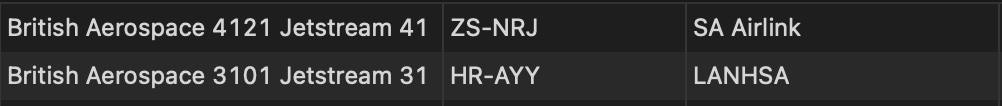 British Aerospace 4121 Jetstream 41 ZS-NRJ SA Airlink
British Aerospace 3101 Jetstream 31 HR-AYY LANHSA